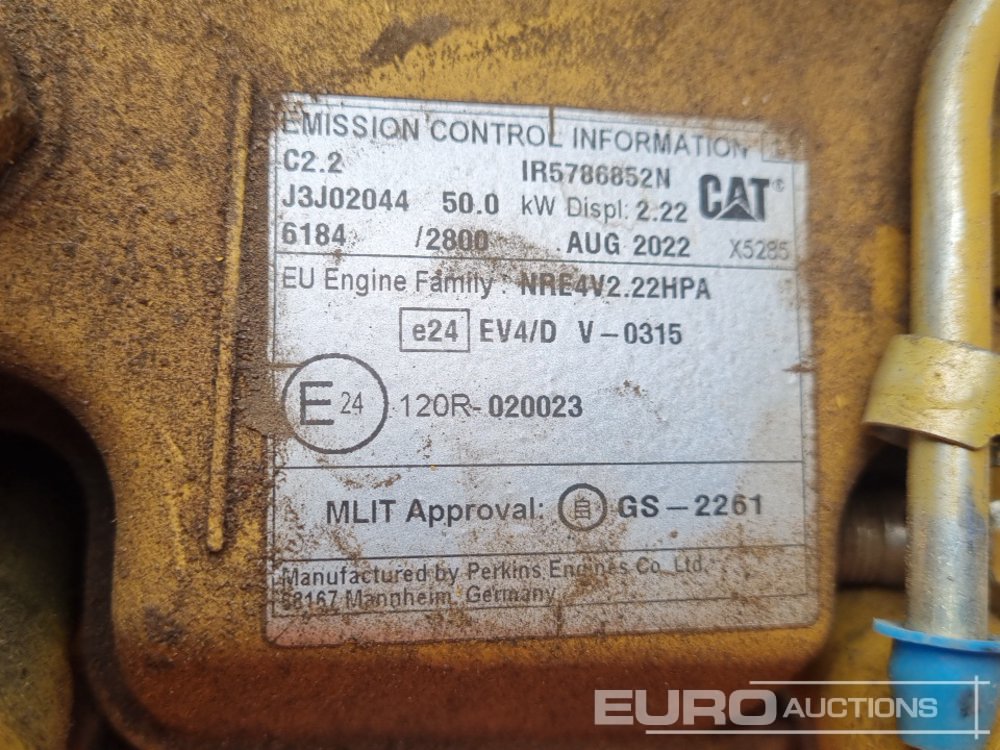 EMISSION CONTROL INFORMATION
C2.2 IR5786852N CAT®
J3J02044 50.0 kW Displ: 2.22
6184 /2800 AUG 2022 X5285
EU Engine Family : NRE4V2.22HPA
e24 EV4/D V-0315
E 24 120R-020023
MLIT Approval: 自 GS-2261
Manufactured by Perkins Engines Co. Ltd.
68167 Mannheim, Germany
EURO AUCTIONS